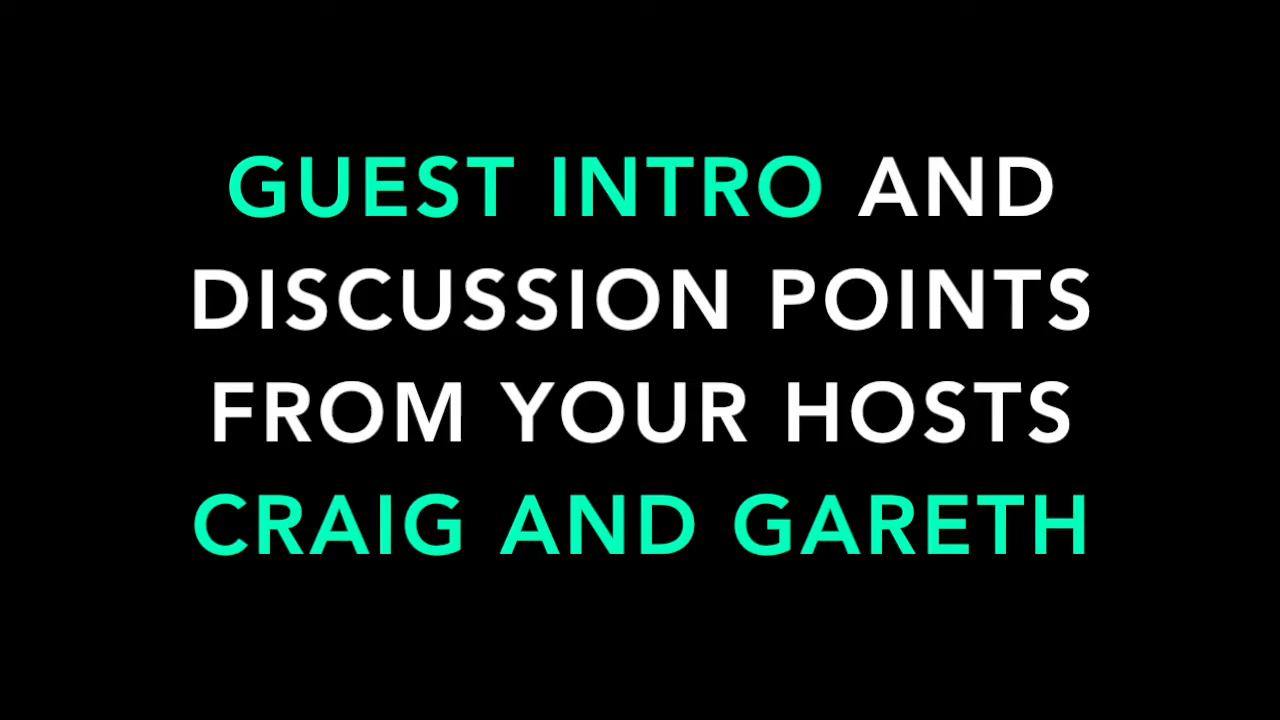 GUEST INTRO AND
DISCUSSION POINTS
FROM YOUR HOSTS
CRAIG AND GARETH